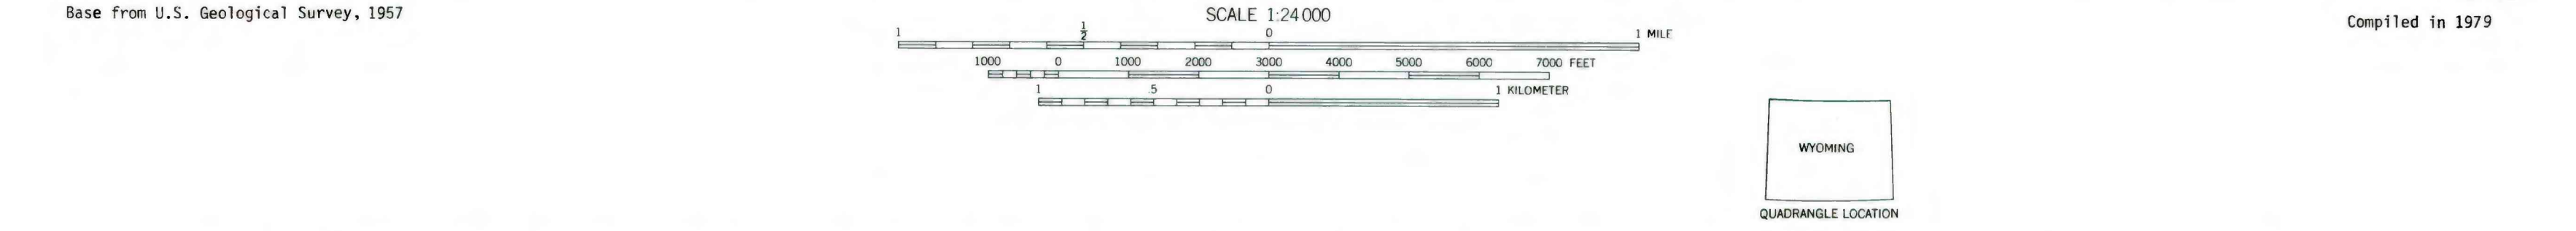 Base from U.S. Geological Survey, 1957
SCALE 1:24 000
Compiled in 1979
1 1/2 0 1 MILE
1000 0 1000 2000 3000 4000 5000 6000 7000 FEET
1 .5 0 1 KILOMETER
WYOMING
QUADRANGLE LOCATION